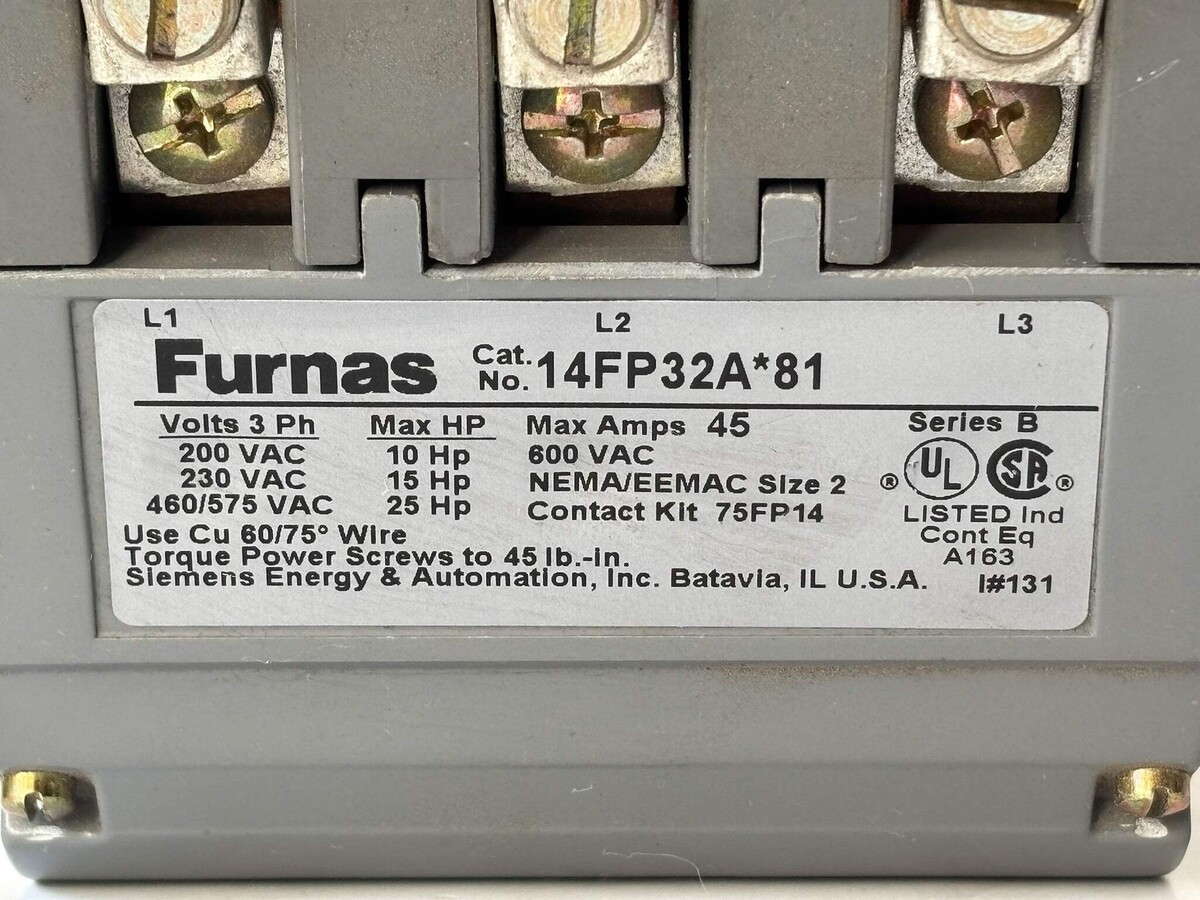 L1 L2 L3
Furnas Cat. No. 14FP32A*81
Volts 3 Ph Max HP Max Amps 45 Series B
200 VAC 10 Hp 600 VAC
230 VAC 15 Hp NEMA/EEMAC Size 2 ® UL SA ®
460/575 VAC 25 Hp Contact Kit 75FP14 LISTED Ind
Use Cu 60/75° Wire Cont Eq
Torque Power Screws to 45 lb.-in. A163
Siemens Energy & Automation, Inc. Batavia, IL U.S.A. I#131